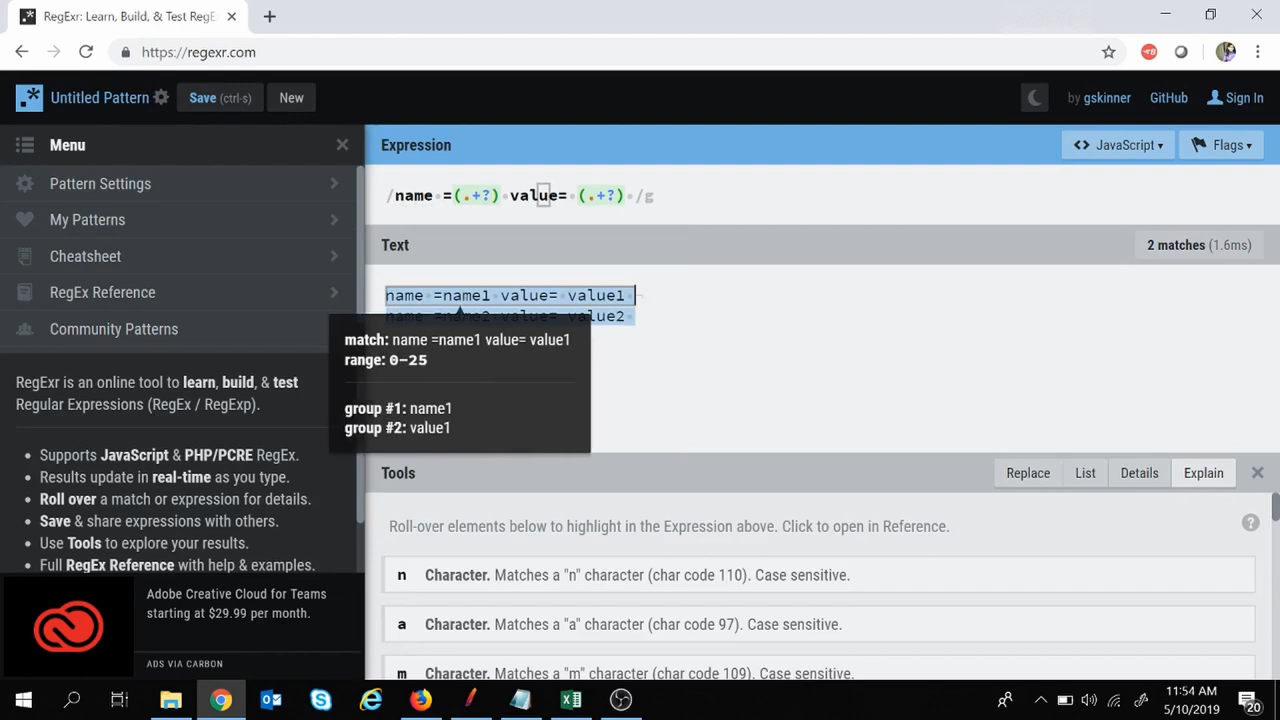 RegExr: Learn, Build, & Test RegE
https://regexr.com
Untitled Pattern
Save (ctrl-s)
New
by gskinner
GitHub
Sign In
Menu
Pattern Settings
My Patterns
Cheatsheet
RegEx Reference
Community Patterns
RegExr is an online tool to learn, build, & test
Regular Expressions (RegEx / RegExp).
• Supports JavaScript & PHP/PCRE RegEx.
• Results update in real-time as you type.
• Roll over a match or expression for details.
• Save & share expressions with others.
• Use Tools to explore your results.
• Full RegEx Reference with help & examples.
Adobe Creative Cloud for Teams
starting at $29.99 per month.
ADS VIA CARBON
Expression
<> JavaScript
Flags
/name =(.+?) value= (.+?) /g
Text
2 matches (1.6ms)
name =name1 value= value1
name =name2 value= value2
match: name =name1 value= value1
range: 0–25
group #1: name1
group #2: value1
Tools
Replace
List
Details
Explain
Roll-over elements below to highlight in the Expression above. Click to open in Reference.
n Character. Matches a "n" character (char code 110). Case sensitive.
a Character. Matches a "a" character (char code 97). Case sensitive.
m Character. Matches a "m" character (char code 109). Case sensitive.
11:54 AM
5/10/2019
20